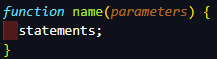 function name(parameters) {
  statements;
}